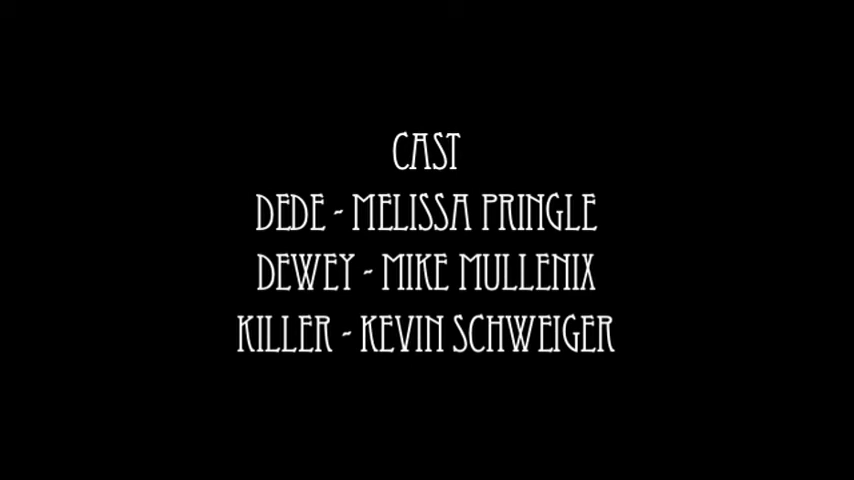 CAST
DEDE - MELISSA PRINGLE
DEWEY - MIKE MULLENIX
KILLER - KEVIN SCHWEIGER